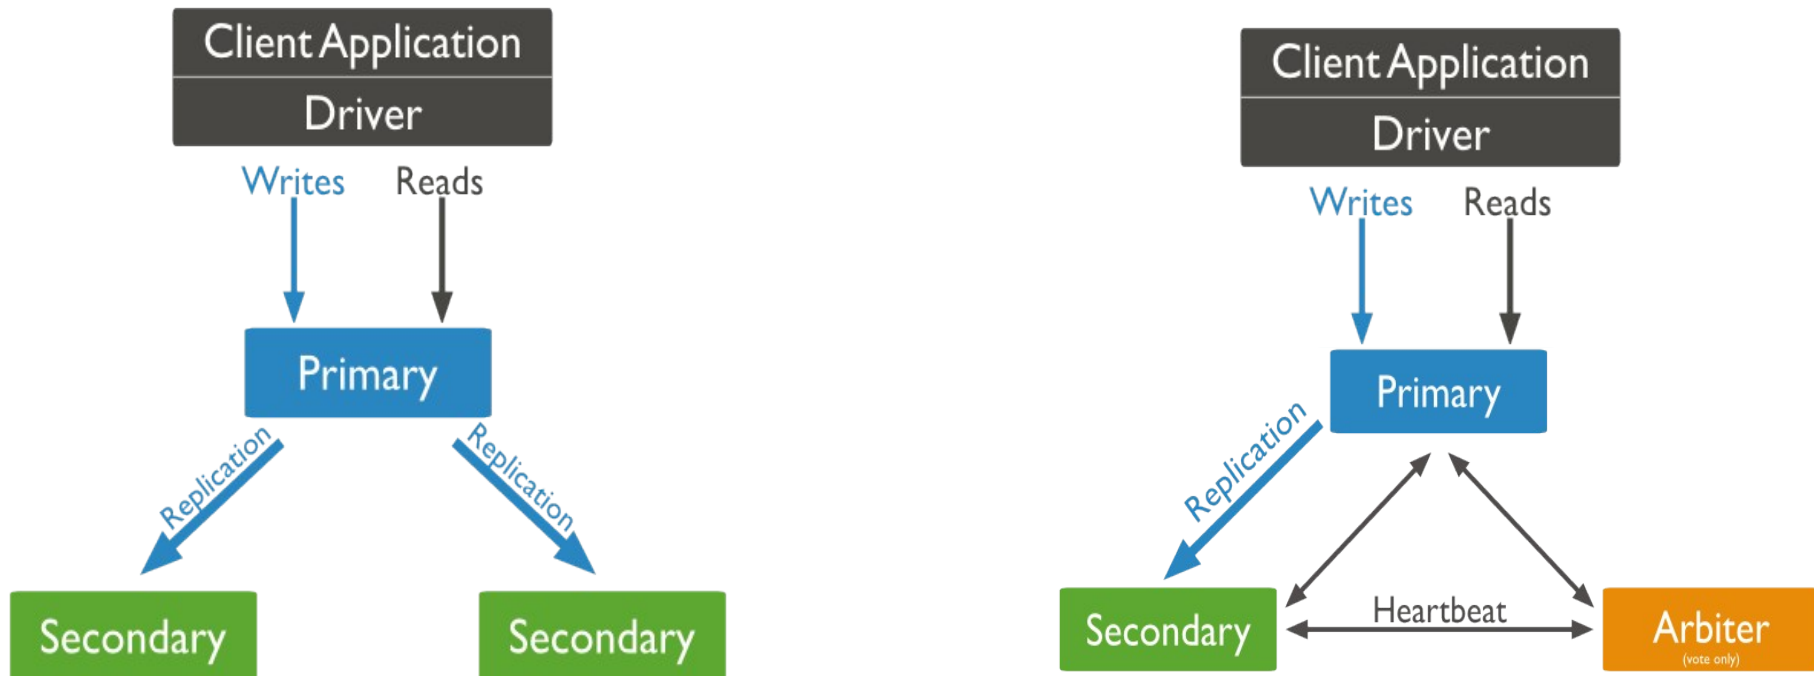 Client Application
Driver
Writes
Reads
Primary
Replication
Replication
Secondary
Secondary
Client Application
Driver
Writes
Reads
Primary
Replication
Heartbeat
Secondary
Arbiter
(vote only)